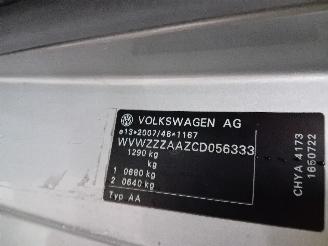 VOLKSWAGEN AG
e13*2007/46*1167
WVWZZZAAZCD056333
1290 kg
kg
1 0690 kg
2 0640 kg
Typ AA
CHYA 4173
1650722